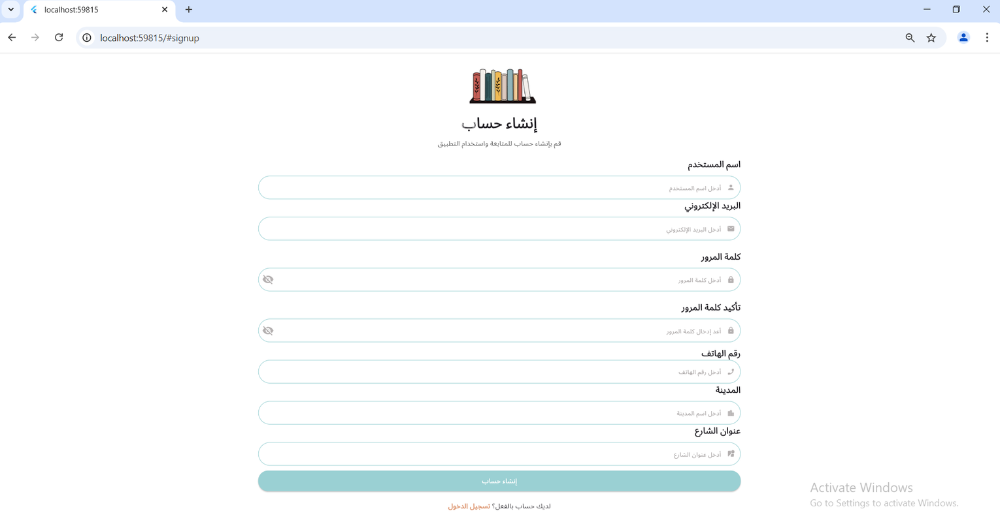 localhost:59815
localhost:59815/#signup
إنشاء حساب
قم بإنشاء حساب للمتابعة واستخدام التطبيق
اسم المستخدم
أدخل اسم المستخدم
البريد الإلكتروني
أدخل البريد الإلكتروني
كلمة المرور
أدخل كلمة المرور
تأكيد كلمة المرور
أعد إدخال كلمة المرور
رقم الهاتف
أدخل رقم الهاتف
المدينة
أدخل اسم المدينة
عنوان الشارع
أدخل عنوان الشارع
إنشاء حساب
لديك حساب بالفعل؟ تسجيل الدخول
Activate Windows
Go to Settings to activate Windows.